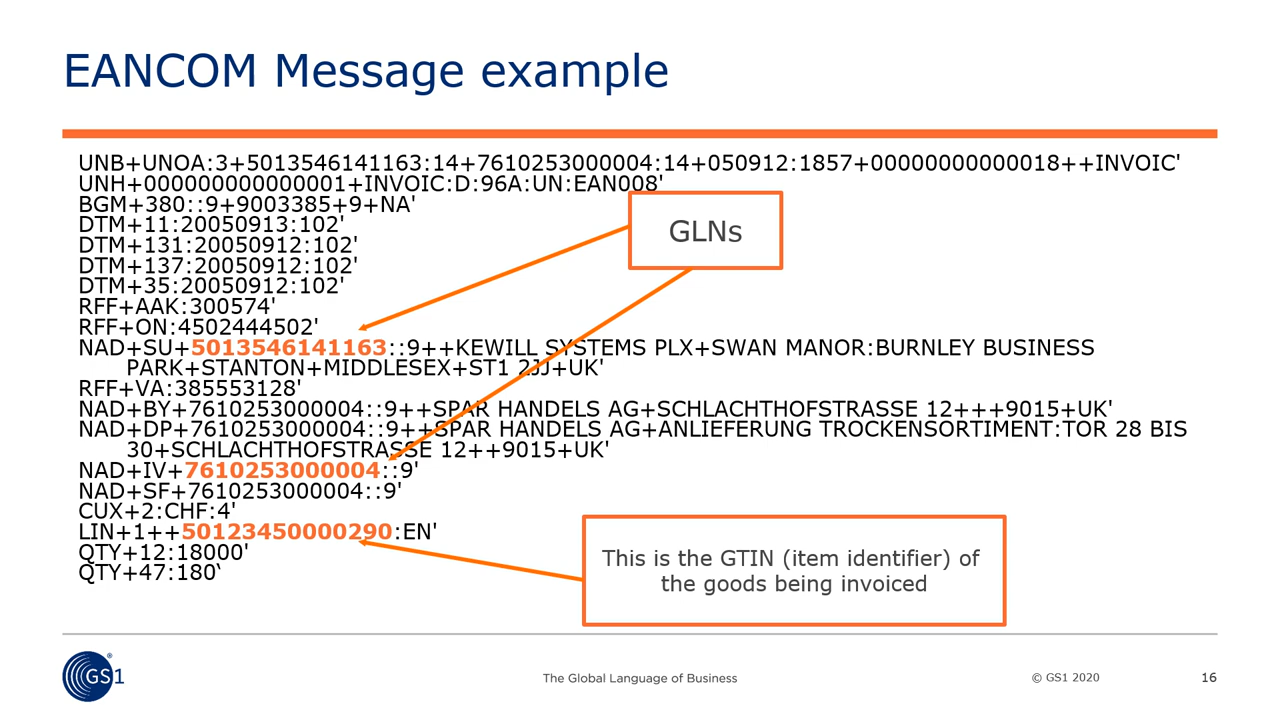 EANCOM Message example
UNB+UNOA:3+5013546141163:14+7610253000004:14+050912:1857+00000000000018++INVOIC'
UNH+000000000000001+INVOIC:D:96A:UN:EAN008'
BGM+380::9+9003385+9+NA'
DTM+11:20050913:102'
DTM+131:20050912:102'
DTM+137:20050912:102'
DTM+35:20050912:102'
RFF+AAK:300574'
RFF+ON:4502444502'
NAD+SU+5013546141163::9++KEWILL SYSTEMS PLX+SWAN MANOR:BURNLEY BUSINESS
PARK+STANTON+MIDDLESEX+ST1 2JJ+UK'
RFF+VA:385553128'
NAD+BY+7610253000004::9++SPAR HANDELS AG+SCHLACHTHOFSTRASSE 12+++9015+UK'
NAD+DP+7610253000004::9++SPAR HANDELS AG+ANLIEFERUNG TROCKENSORTIMENT:TOR 28 BIS
30+SCHLACHTHOFSTRASSE 12++9015+UK'
NAD+IV+7610253000004::9'
NAD+SF+7610253000004::9'
CUX+2:CHF:4'
LIN+1++50123450000290:EN'
QTY+12:18000'
QTY+47:180‘
GLNs
This is the GTIN (item identifier) of
the goods being invoiced
GS1
®
The Global Language of Business
© GS1 2020
16